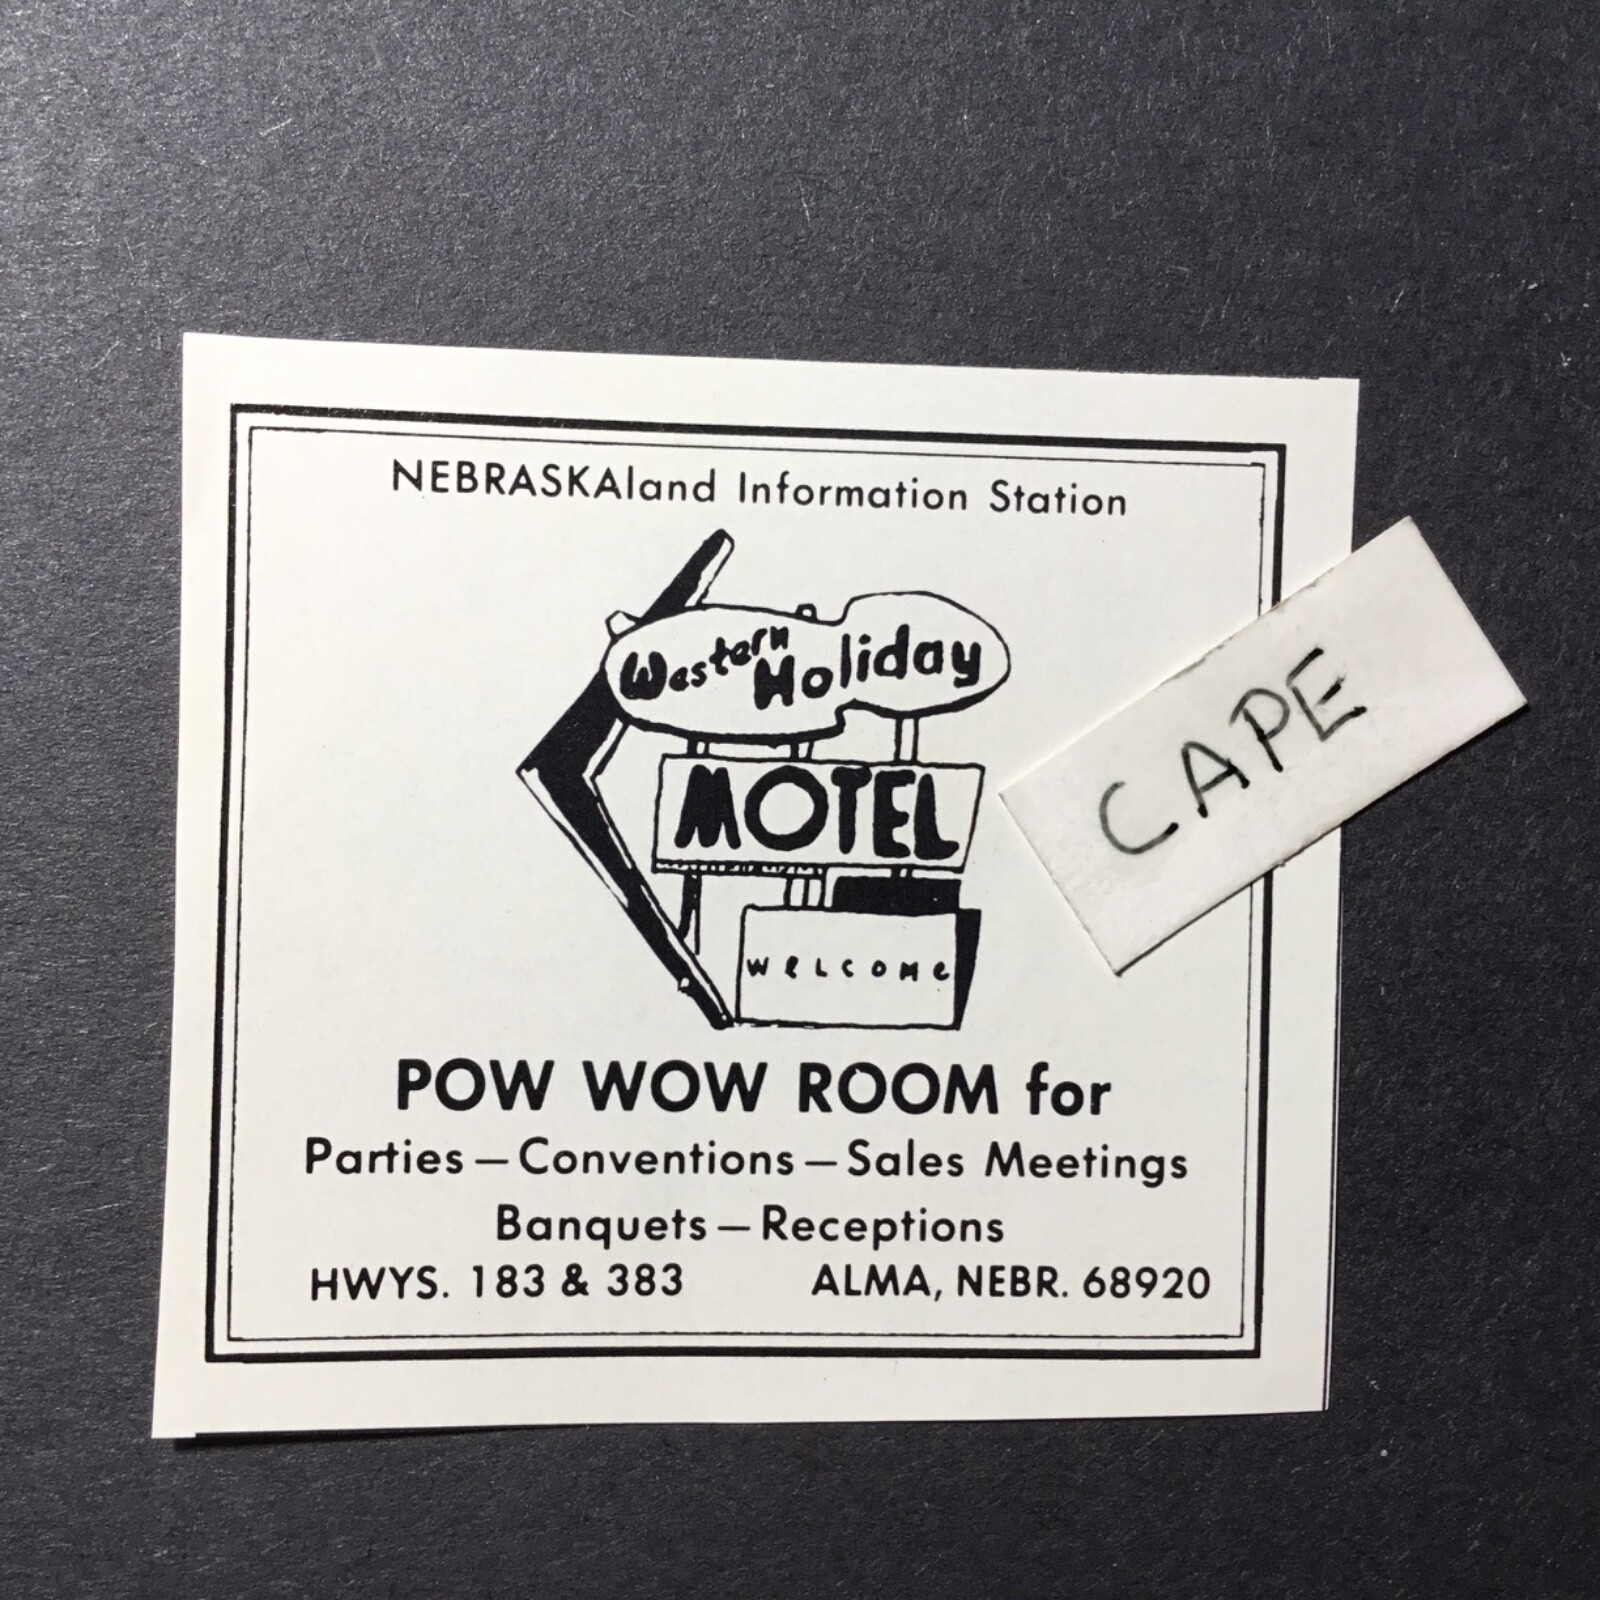 NEBRASKAland Information Station
Western Holiday
MOTEL
WELCOMe
CAPE
POW WOW ROOM for
Parties — Conventions — Sales Meetings
Banquets — Receptions
HWYS. 183 & 383 ALMA, NEBR. 68920